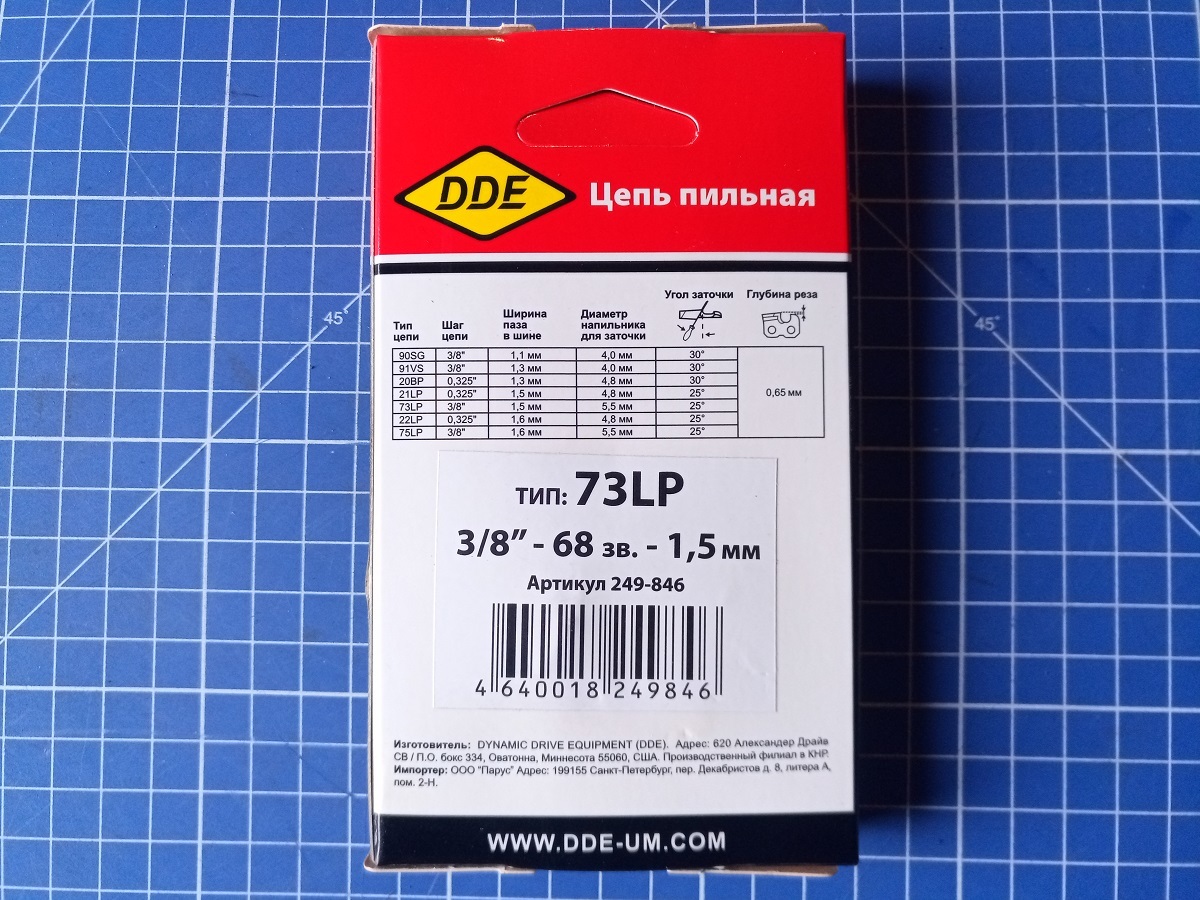 DDE
Цепь пильная
45°
45°
Угол заточки
Глубина реза
Тип цепи
Шаг цепи
Ширина паза в шине
Диаметр напильника для заточки
90SG 3/8" 1,1 мм 4,0 мм 30°
91VS 3/8" 1,3 мм 4,0 мм 30°
20BP 0,325" 1,3 мм 4,8 мм 30°
21LP 0,325" 1,5 мм 4,8 мм 25°
73LP 3/8" 1,5 мм 5,5 мм 25°
22LP 0,325" 1,6 мм 4,8 мм 25°
75LP 3/8" 1,6 мм 5,5 мм 25°
0,65 мм
тип: 73LP
3/8” - 68 зв. - 1,5 мм
Артикул 249-846
4 640018 249846
Изготовитель: DYNAMIC DRIVE EQUIPMENT (DDE). Адрес: 620 Александер Драйв
СВ / П.О. бокс 334, Оватонна, Миннесота 55060, США. Производственный филиал в КНР.
Импортер: ООО "Парус" Адрес: 199155 Санкт-Петербург, пер. Декабристов д. 8, литера А,
пом. 2-Н.
WWW.DDE-UM.COM